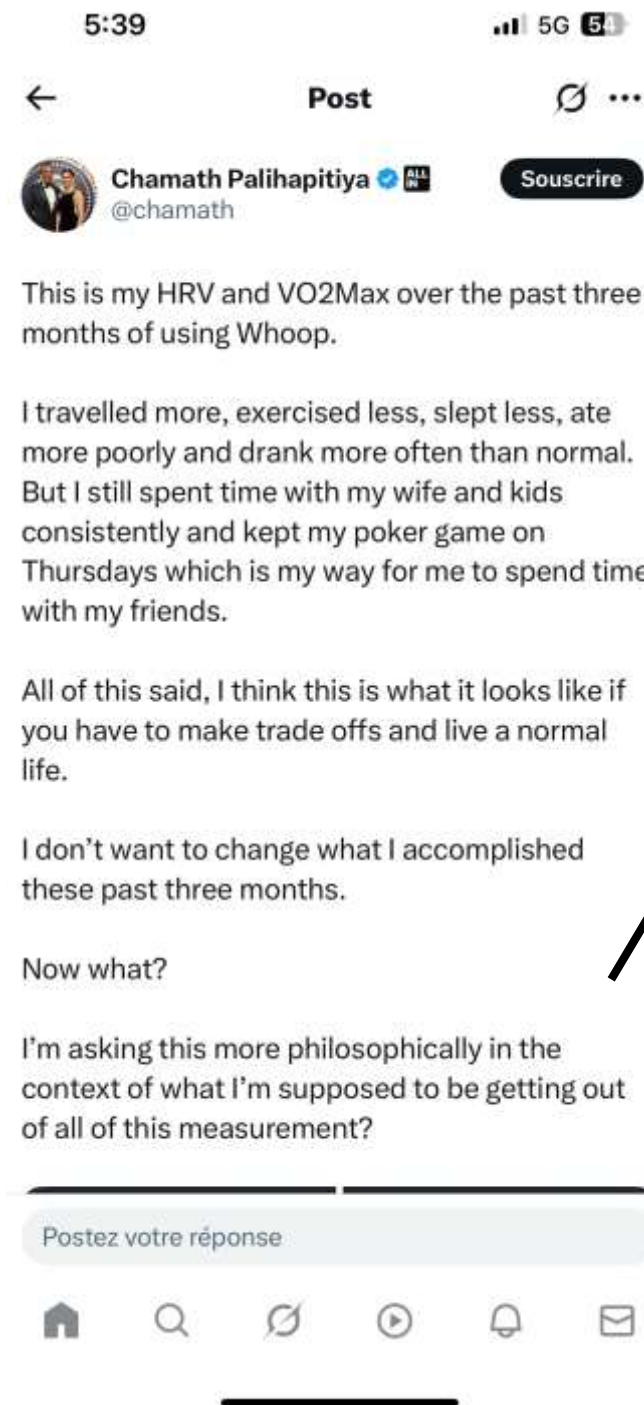 5:39
5G 54
Post
Chamath Palihapitiya ALL IN
Souscrire
@chamath
This is my HRV and VO2Max over the past three
months of using Whoop.
I travelled more, exercised less, slept less, ate
more poorly and drank more often than normal.
But I still spent time with my wife and kids
consistently and kept my poker game on
Thursdays which is my way for me to spend time
with my friends.
All of this said, I think this is what it looks like if
you have to make trade offs and live a normal
life.
I don’t want to change what I accomplished
these past three months.
Now what?
I’m asking this more philosophically in the
context of what I’m supposed to be getting out
of all of this measurement?
Postez votre réponse